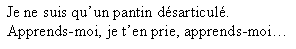 Je ne suis qu'un pantin désarticulé.
Apprends-moi, je t'en prie, apprends-moi...